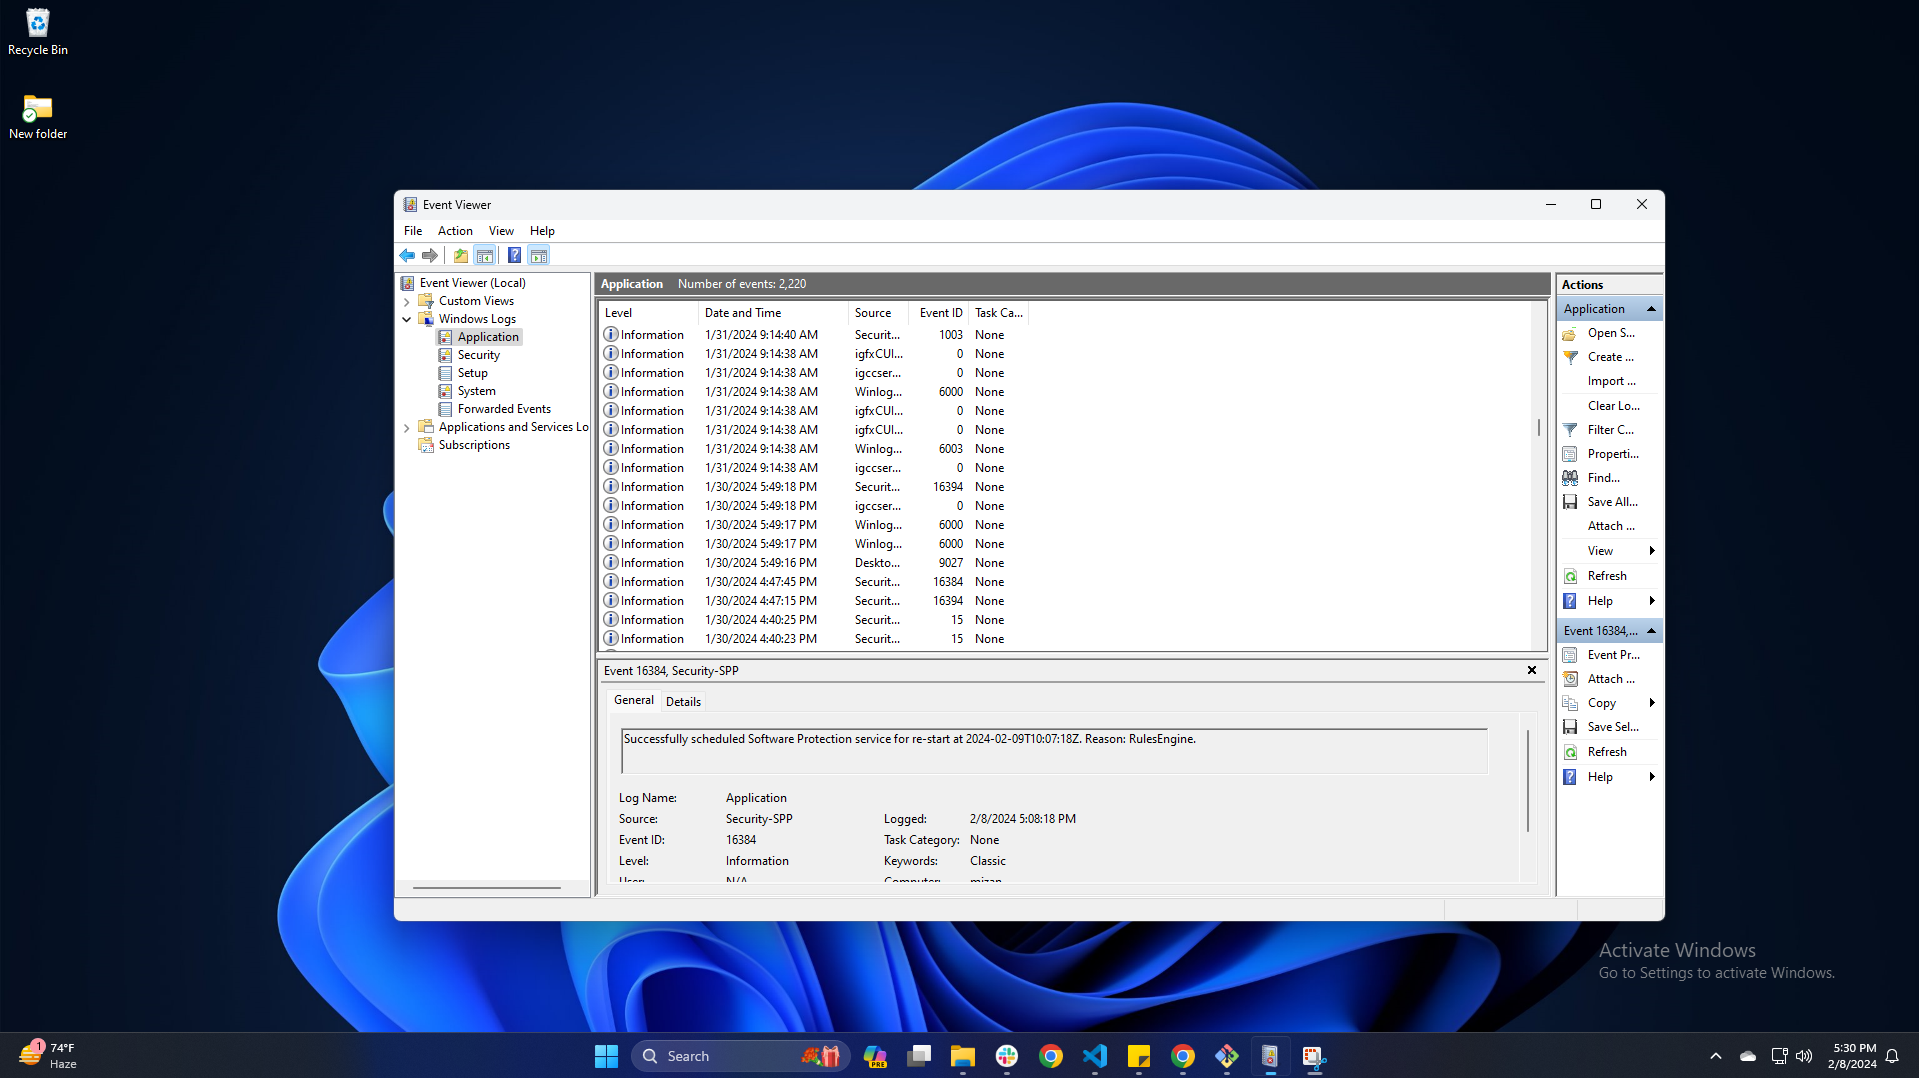 Recycle Bin
New folder
Event Viewer
File Action View Help
Event Viewer (Local)
Custom Views
Windows Logs
Application
Security
Setup
System
Forwarded Events
Applications and Services Lo
Subscriptions
Application Number of events: 2,220
Level Date and Time Source Event ID Task Ca...
Information 1/31/2024 9:14:40 AM Securit... 1003 None
Information 1/31/2024 9:14:38 AM igfxCUI... 0 None
Information 1/31/2024 9:14:38 AM igccser... 0 None
Information 1/31/2024 9:14:38 AM Winlog... 6000 None
Information 1/31/2024 9:14:38 AM igfxCUI... 0 None
Information 1/31/2024 9:14:38 AM igfxCUI... 0 None
Information 1/31/2024 9:14:38 AM Winlog... 6003 None
Information 1/31/2024 9:14:38 AM igccser... 0 None
Information 1/30/2024 5:49:18 PM Securit... 16394 None
Information 1/30/2024 5:49:18 PM igccser... 0 None
Information 1/30/2024 5:49:17 PM Winlog... 6000 None
Information 1/30/2024 5:49:17 PM Winlog... 6000 None
Information 1/30/2024 5:49:16 PM Deskto... 9027 None
Information 1/30/2024 4:47:45 PM Securit... 16384 None
Information 1/30/2024 4:47:15 PM Securit... 16394 None
Information 1/30/2024 4:40:25 PM Securit... 15 None
Information 1/30/2024 4:40:23 PM Securit... 15 None
Event 16384, Security-SPP
General Details
Successfully scheduled Software Protection service for re-start at 2024-02-09T10:07:18Z. Reason: RulesEngine.
Log Name: Application
Source: Security-SPP Logged: 2/8/2024 5:08:18 PM
Event ID: 16384 Task Category: None
Level: Information Keywords: Classic
User: N/A Computer: mizan
Actions
Application
Open S...
Create ...
Import ...
Clear Lo...
Filter C...
Properti...
Find...
Save All...
Attach ...
View
Refresh
Help
Event 16384,...
Event Pr...
Attach ...
Copy
Save Sel...
Refresh
Help
Activate Windows
Go to Settings to activate Windows.
1
74°F
Haze
Search
PRE
5:30 PM
2/8/2024